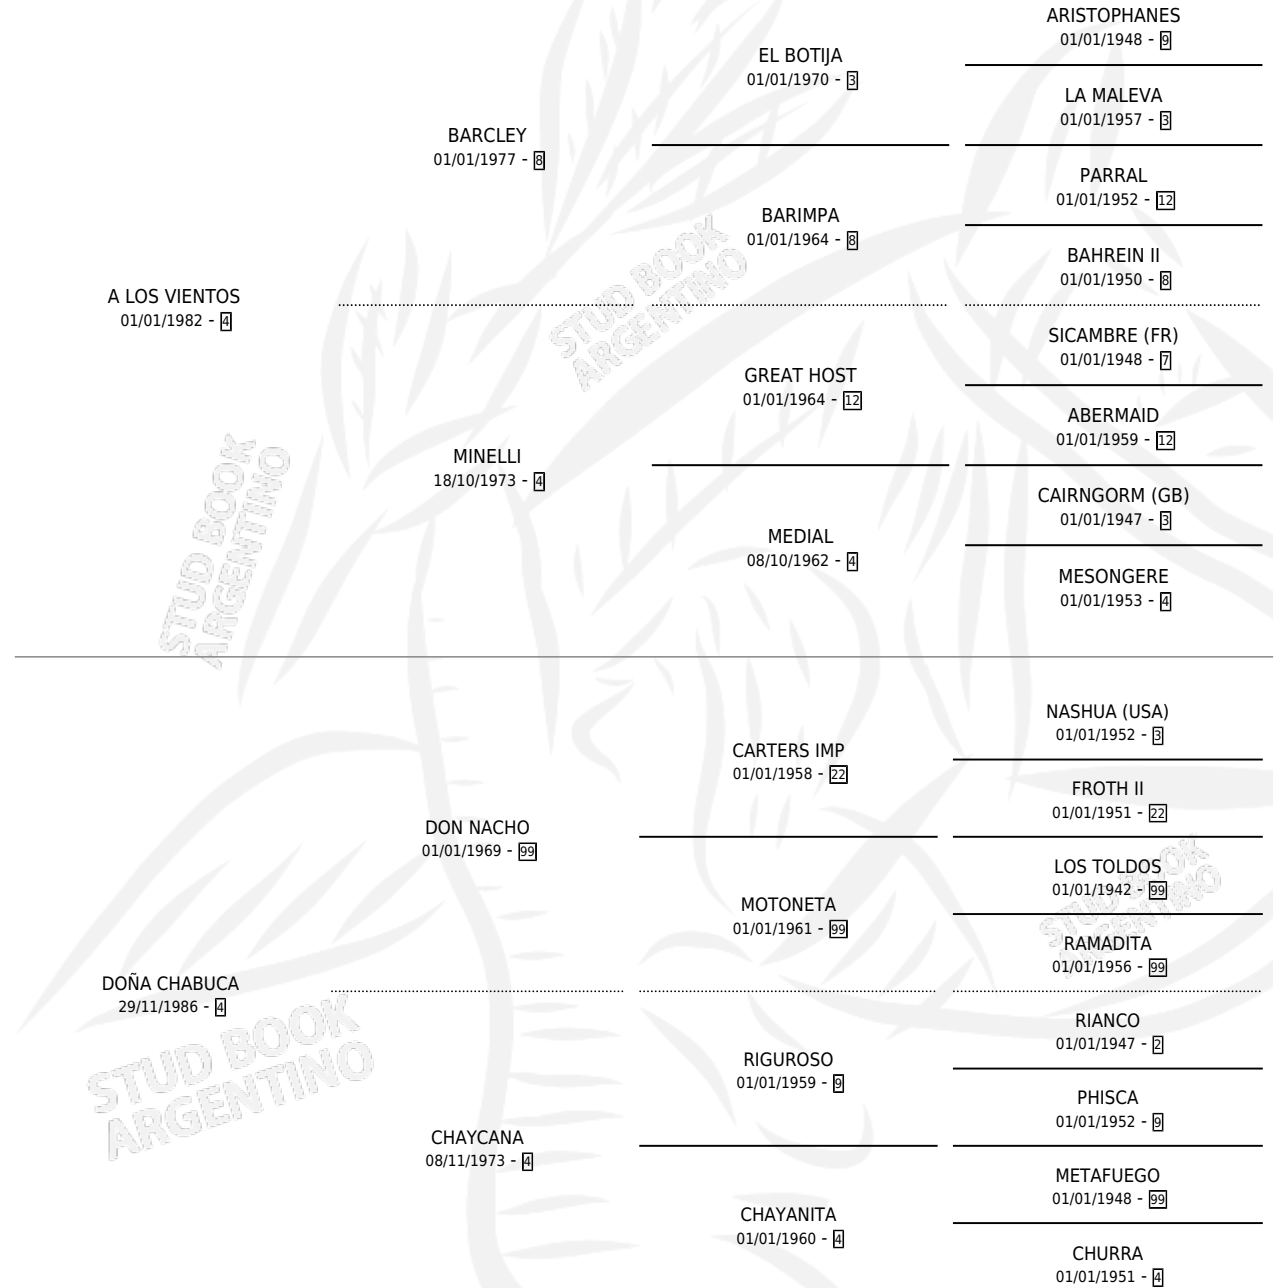 ARISTOPHANES
01/01/1948 - 9
EL BOTIJA
01/01/1970 - 3
LA MALEVA
01/01/1957 - 3
BARCLEY
01/01/1977 - 8
PARRAL
01/01/1952 - 12
BARIMPA
01/01/1964 - 8
BAHREIN II
01/01/1950 - 8
A LOS VIENTOS
01/01/1982 - 4
SICAMBRE (FR)
01/01/1948 - 7
GREAT HOST
01/01/1964 - 12
ABERMAID
01/01/1959 - 12
MINELLI
18/10/1973 - 4
CAIRNGORM (GB)
01/01/1947 - 3
MEDIAL
08/10/1962 - 4
MESONGERE
01/01/1953 - 4
NASHUA (USA)
01/01/1952 - 3
CARTERS IMP
01/01/1958 - 22
FROTH II
01/01/1951 - 22
DON NACHO
01/01/1969 - 99
LOS TOLDOS
01/01/1942 - 99
MOTONETA
01/01/1961 - 99
RAMADITA
01/01/1956 - 99
DOÑA CHABUCA
29/11/1986 - 4
RIANCO
01/01/1947 - 2
RIGUROSO
01/01/1959 - 9
PHISCA
01/01/1952 - 9
CHAYCANA
08/11/1973 - 4
METAFUEGO
01/01/1948 - 99
CHAYANITA
01/01/1960 - 4
CHURRA
01/01/1951 - 4
STUD BOOK
ARGENTINO
STUD BOOK
ARGENTINO
STUD BOOK
ARGENTINO
STUD BOOK
ARGENTINO